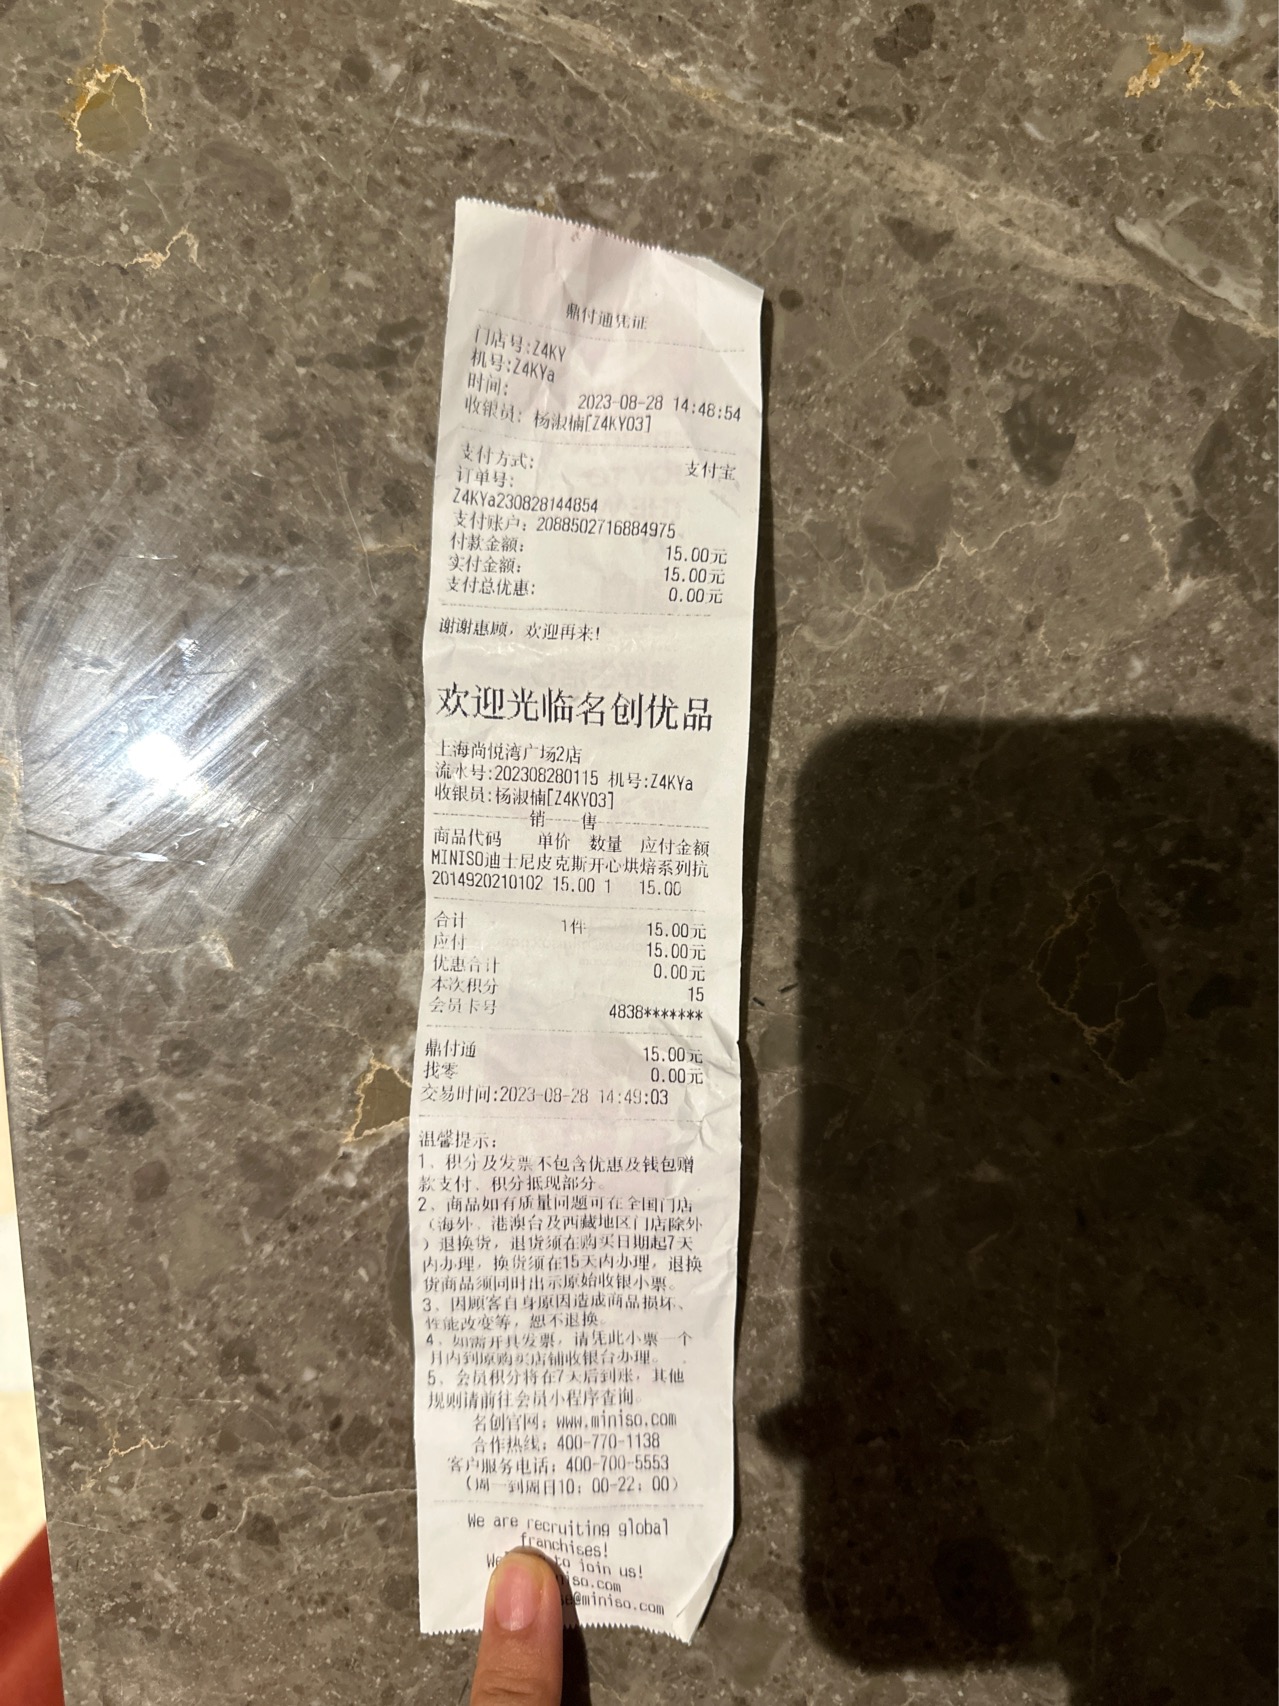 鼎付通凭证
门店号:Z4KY
机号:Z4KYa
时间: 2023-08-28 14:48:54
收银员: 杨淑楠[Z4KY03]
支付方式: 支付宝
订单号:
Z4KYa230828144854
支付账户: 2088502716884975
付款金额: 15.00元
实付金额: 15.00元
支付总优惠: 0.00元
谢谢惠顾，欢迎再来!
欢迎光临名创优品
上海尚悦湾广场2店
流水号:202308280115 机号:Z4KYa
收银员:杨淑楠[Z4KY03]
销 售
商品代码 单价 数量 应付金额
MINISO迪士尼皮克斯开心烘焙系列抗
2014920210102 15.00 1 15.00
合计 1件 15.00元
应付 15.00元
优惠合计 0.00元
本次积分 15
会员卡号 4838*******
鼎付通 15.00元
找零 0.00元
交易时间:2023-08-28 14:49:03
温馨提示:
1、积分及发票不包含优惠及钱包赠
款支付、积分抵现部分。
2、商品如有质量问题可在全国门店
（海外、港澳台及西藏地区门店除外
）退换货，退货须在购买日期起7天
内办理，换货须在15天内办理，退换
货商品须同时出示原始收银小票。
3、因顾客自身原因造成商品损坏、
性能改变等，恕不退换。
4、如需开具发票，请凭此小票一个
月内到原购买店铺收银台办理。
5、会员积分将在7天后到账，其他
规则请前往会员小程序查询。
名创官网: www.miniso.com
合作热线: 400-770-1138
客户服务电话: 400-700-5553
（周一到周日10: 00-22: 00）
We are recruiting global
franchises!
to join us!
iso.com
se@miniso.com